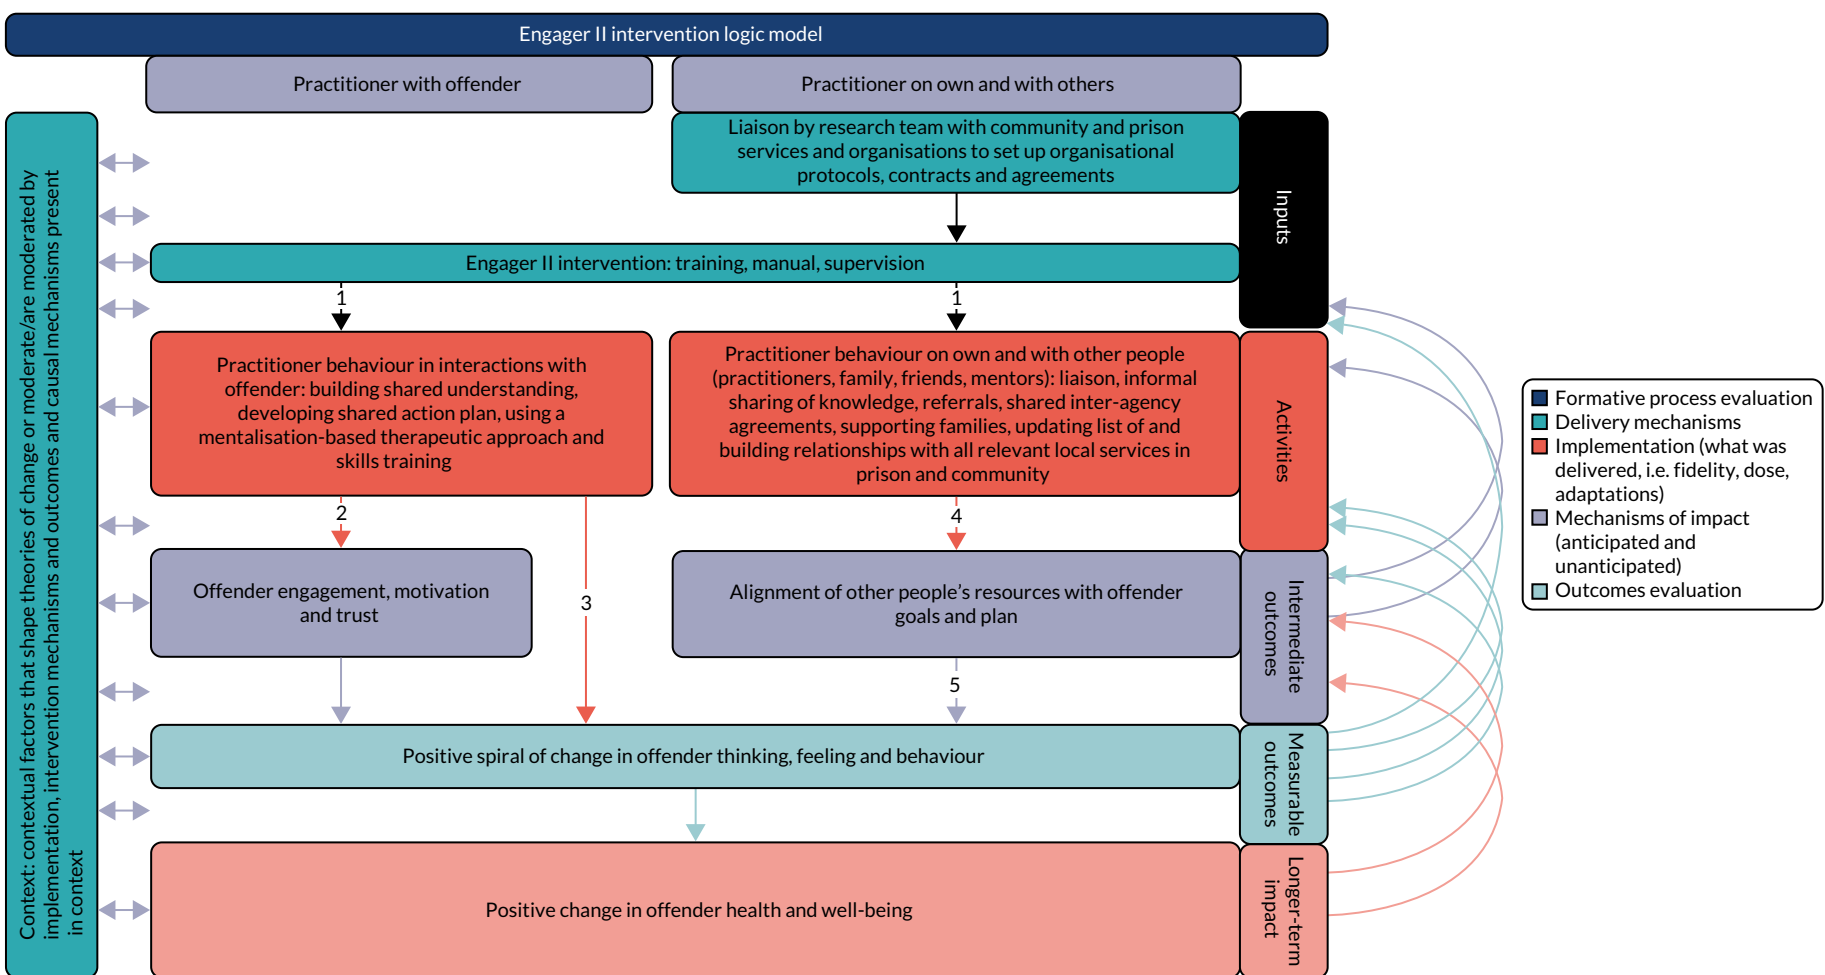 Engager II intervention logic model
Practitioner with offender
Practitioner on own and with others
Context: contextual factors that shape theories of change or moderate/are moderated by
implementation, intervention mechanisms and outcomes and causal mechanisms present
in context
Liaison by research team with community and prison
services and organisations to set up organisational
protocols, contracts and agreements
Inputs
Engager II intervention: training, manual, supervision
1
1
Practitioner behaviour in interactions with
offender: building shared understanding,
developing shared action plan, using a
mentalisation-based therapeutic approach and
skills training
Practitioner behaviour on own and with other people
(practitioners, family, friends, mentors): liaison, informal
sharing of knowledge, referrals, shared inter-agency
agreements, supporting families, updating list of and
building relationships with all relevant local services in
prison and community
Activities
2
3
4
Offender engagement, motivation
and trust
Alignment of other people’s resources with offender
goals and plan
Intermediate
outcomes
5
Positive spiral of change in offender thinking, feeling and behaviour
Measurable
outcomes
Positive change in offender health and well-being
Longer-term
impact
Formative process evaluation
Delivery mechanisms
Implementation (what was
delivered, i.e. fidelity, dose,
adaptations)
Mechanisms of impact
(anticipated and
unanticipated)
Outcomes evaluation